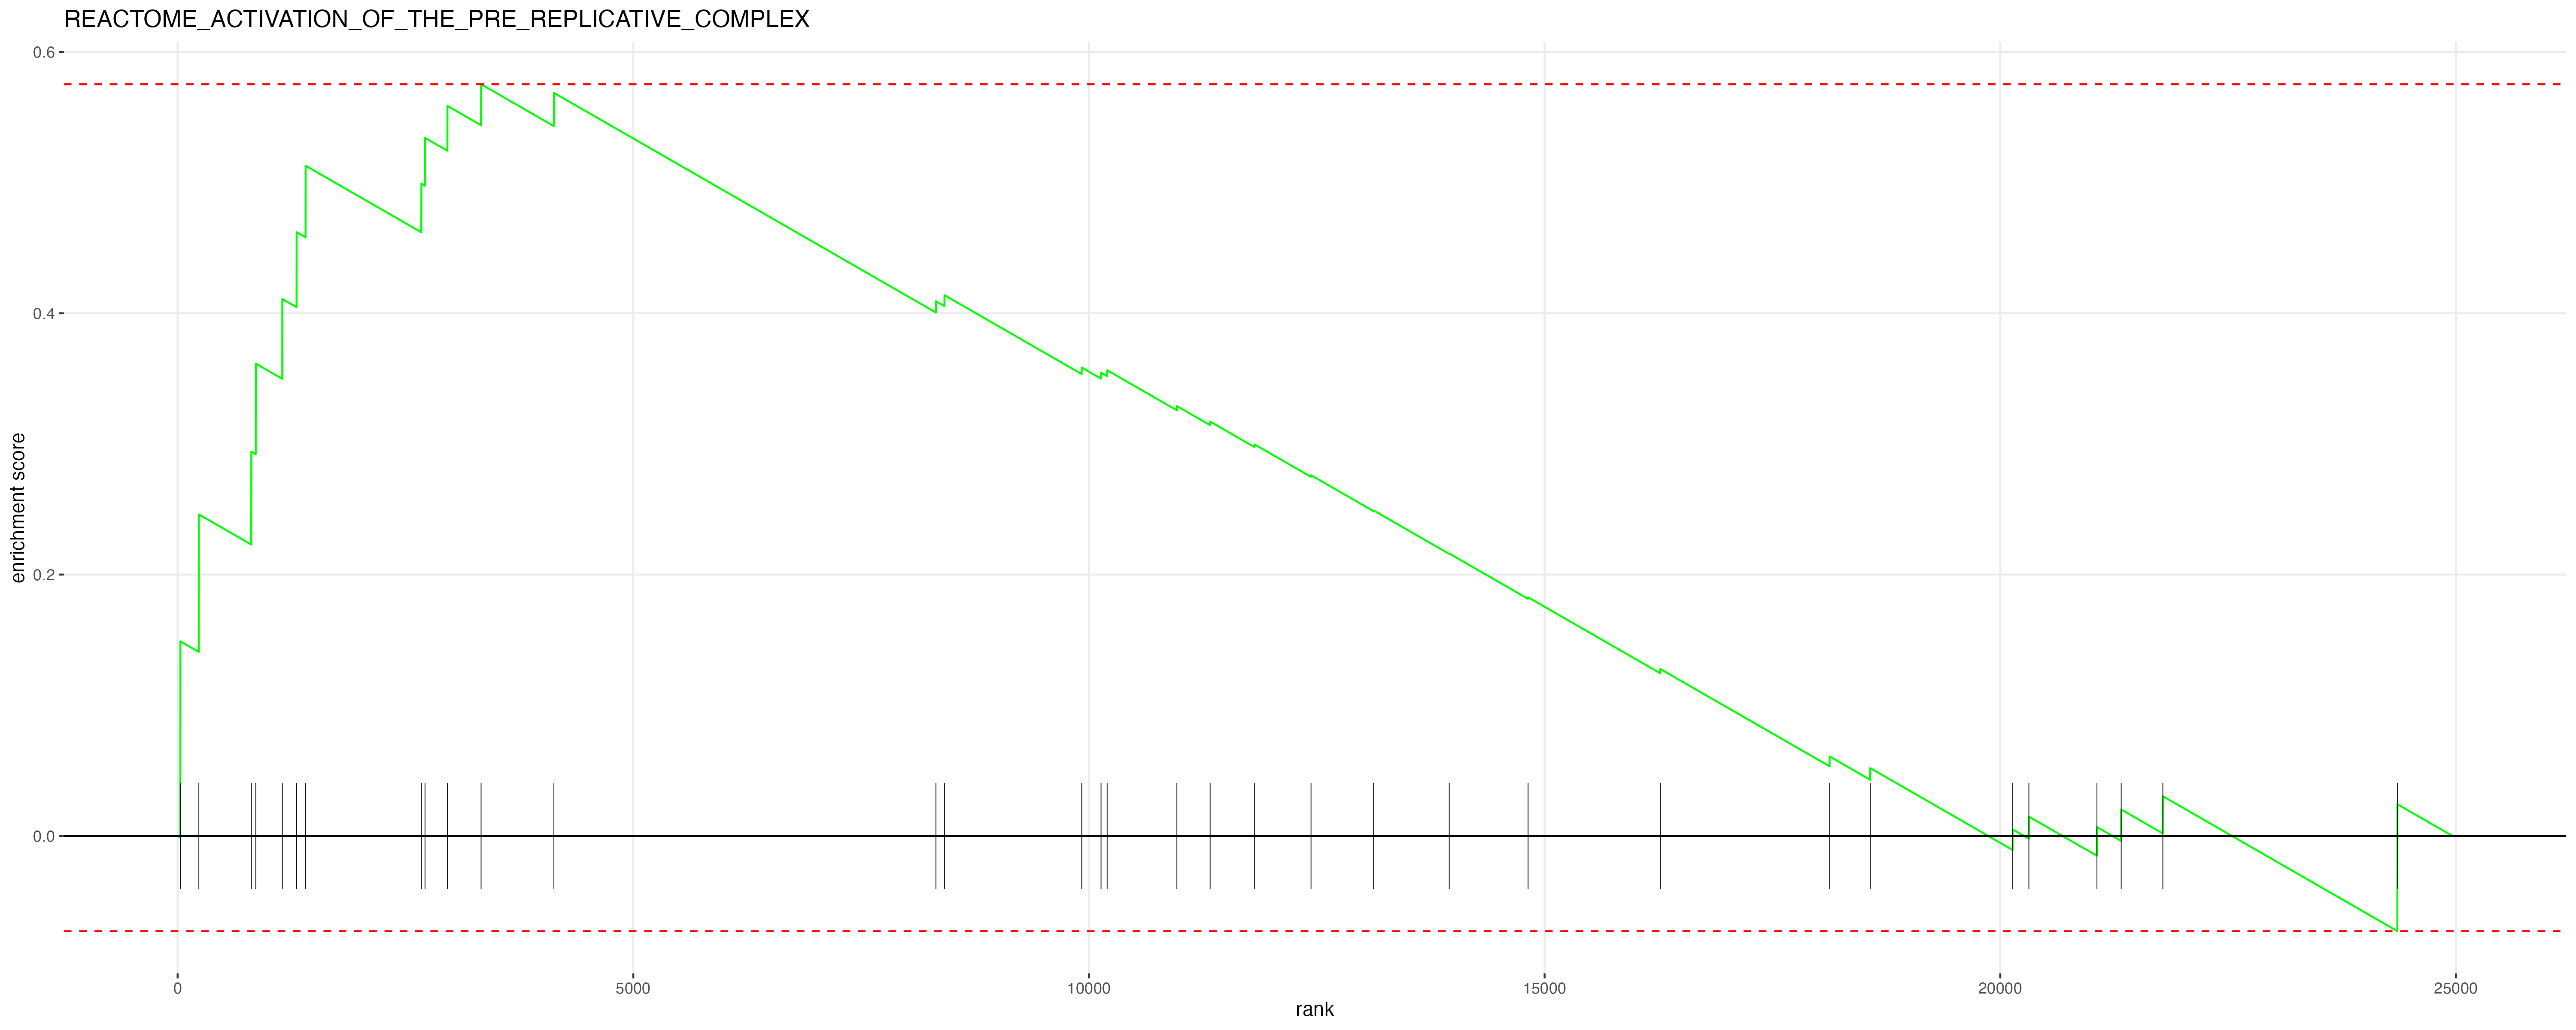 REACTOME_ACTIVATION_OF_THE_PRE_REPLICATIVE_COMPLEX
0.6
0.4
0.2
0.0
enrichment score
0 5000 10000 15000 20000 25000
rank